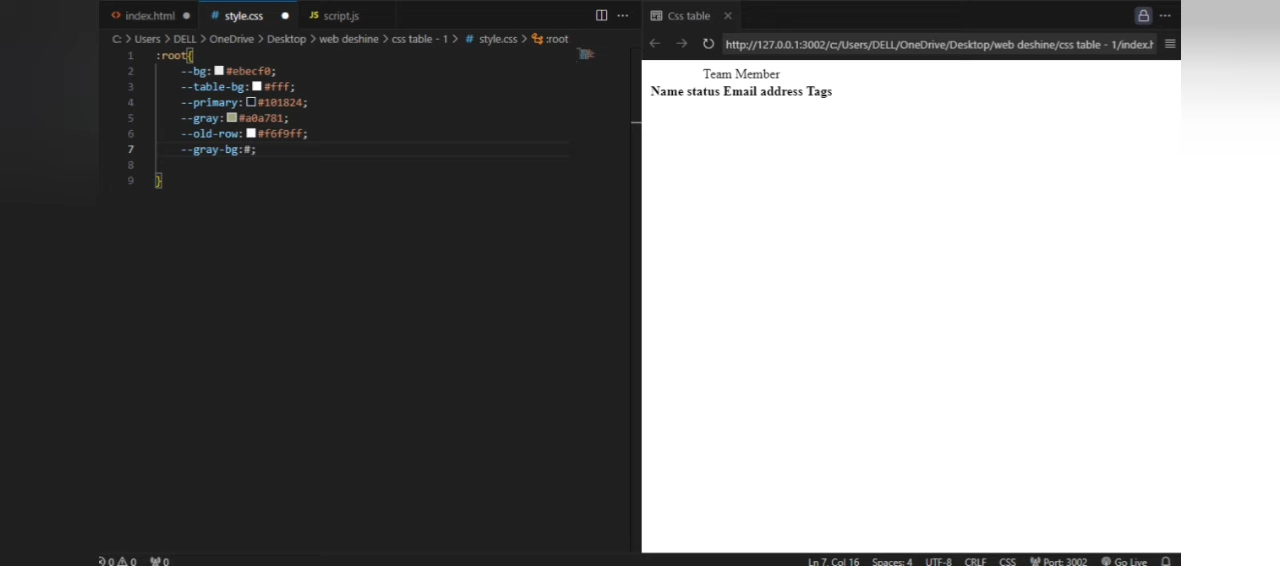 index.html
style.css
script.js
C: > Users > DELL > OneDrive > Desktop > web deshine > css table - 1 > # style.css > :root
1 :root{
2 --bg: #ebecf0;
3 --table-bg: #fff;
4 --primary: #101824;
5 --gray: #a0a781;
6 --old-row: #f6f9ff;
7 --gray-bg:#;
8
9 }
Css table
http://127.0.0.1:3002/c:/Users/DELL/OneDrive/Desktop/web deshine/css table - 1/index.h
Team Member
Name status Email address Tags
0 0 0
Ln 7, Col 16 Spaces: 4 UTF-8 CRLF CSS Port: 3002 Go Live